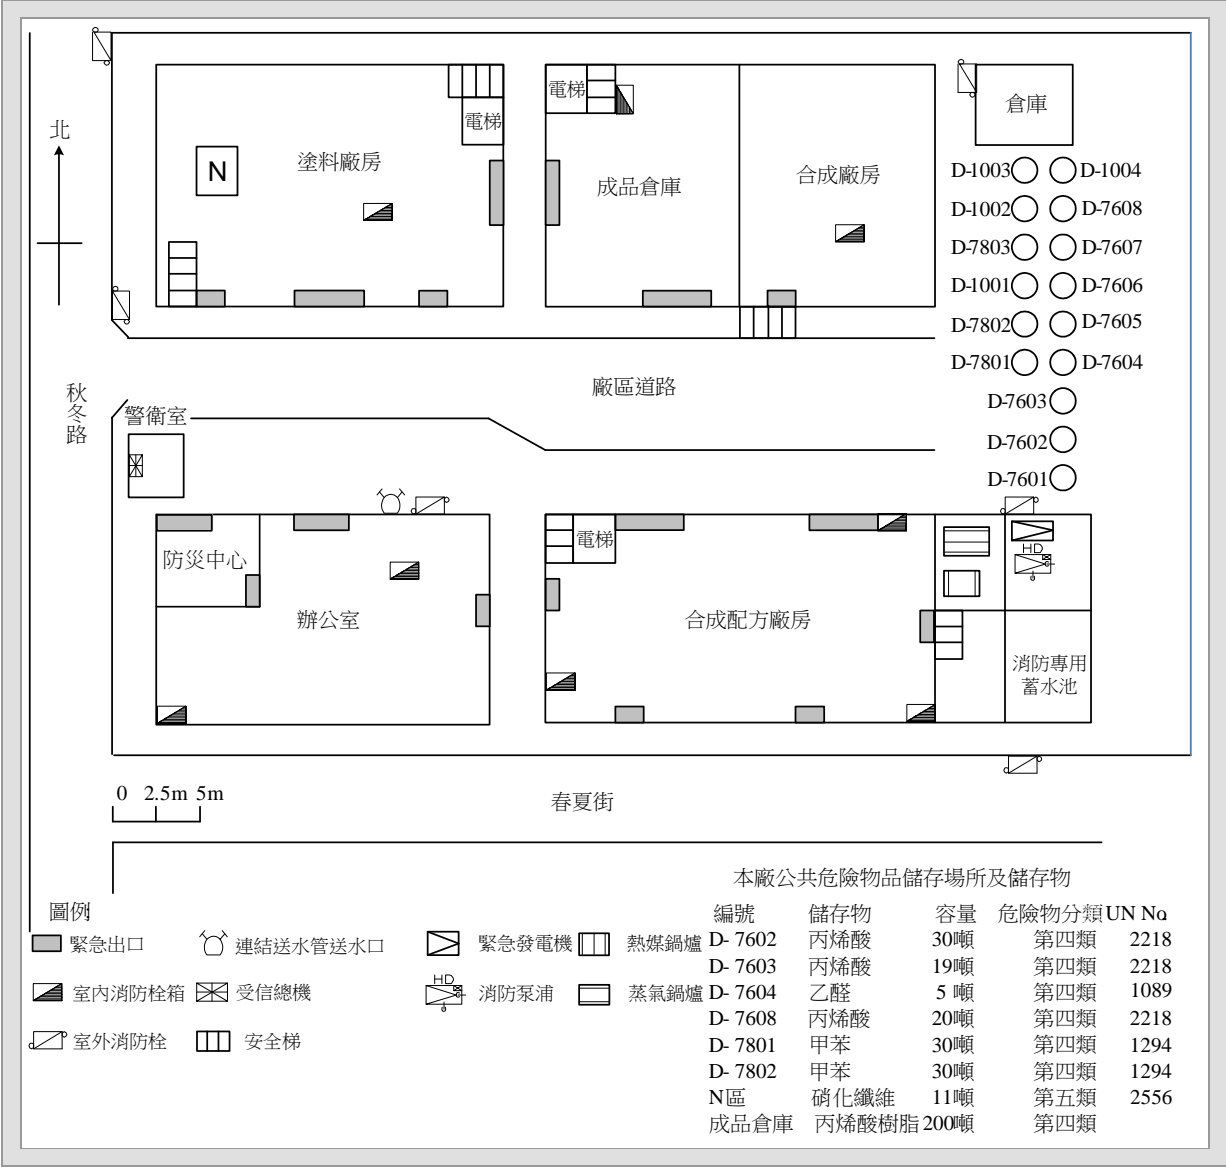 北
秋冬路
電梯
塗料廠房
N
電梯
成品倉庫
合成廠房
倉庫
D-1003
D-1004
D-1002
D-7608
D-7803
D-7607
D-1001
D-7606
D-7802
D-7605
D-7801
D-7604
D-7603
D-7602
D-7601
廠區道路
警衛室
防災中心
辦公室
電梯
合成配方廠房
HD
消防專用
蓄水池
0 2.5m 5m
春夏街
圖例
緊急出口
連結送水管送水口
緊急發電機
熱媒鍋爐
室內消防栓箱
受信總機
HD
消防泵浦
蒸氣鍋爐
室外消防栓
安全梯
本廠公共危險物品儲存場所及儲存物
編號 儲存物 容量 危險物分類 UN No.
D- 7602 丙烯酸 30噸 第四類 2218
D- 7603 丙烯酸 19噸 第四類 2218
D- 7604 乙醛 5 噸 第四類 1089
D- 7608 丙烯酸 20噸 第四類 2218
D- 7801 甲苯 30噸 第四類 1294
D- 7802 甲苯 30噸 第四類 1294
N區 硝化纖維 11噸 第五類 2556
成品倉庫 丙烯酸樹脂 200噸 第四類